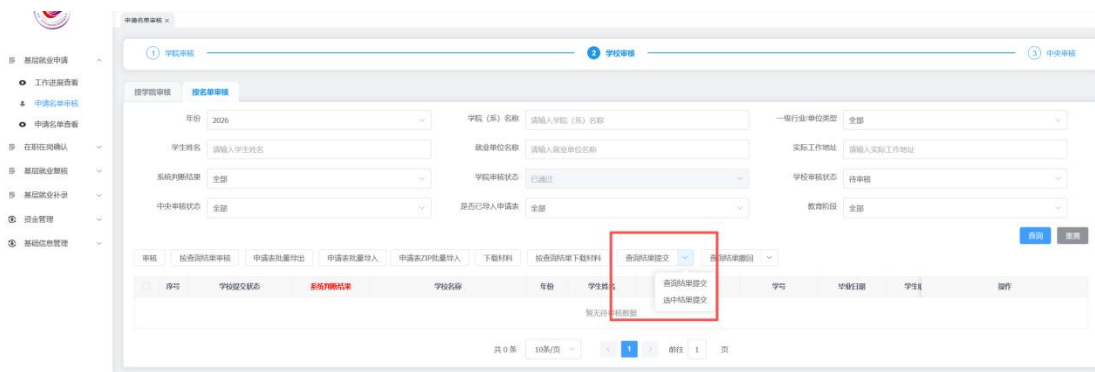 申请名单审核 ×
1 学院审核
2 学校审核
3 中央审核
基层就业申请
工作进展查看
申请名单审核
申请名单查看
在职在岗确认
基层就业复核
基层就业补录
资金管理
基础信息管理
按学院审核 按名单审核
年份 2026 学院（系）名称 请输入学院（系）名称 一级行业/单位类型 全部
学生姓名 请输入学生姓名 就业单位名称 请输入就业单位名称 实际工作地址 请输入实际工作地址
系统判断结果 全部 学院审核状态 已通过 学校审核状态 待审核
中央审核状态 全部 是否已导入申请表 全部 教育阶段 全部
查询 重置
审核 按查询结果审核 申请表批量导出 申请表批量导入 申请表ZIP批量导入 下载材料 按查询结果下载材料 查询结果提交 查询结果撤回
查询结果提交
选中结果提交
序号 学校提交状态 系统判断结果 学校名称 年份 学生姓名 学号 毕业日期 操作
暂无待审核数据
共 0 条 10条/页 1 前往 1 页